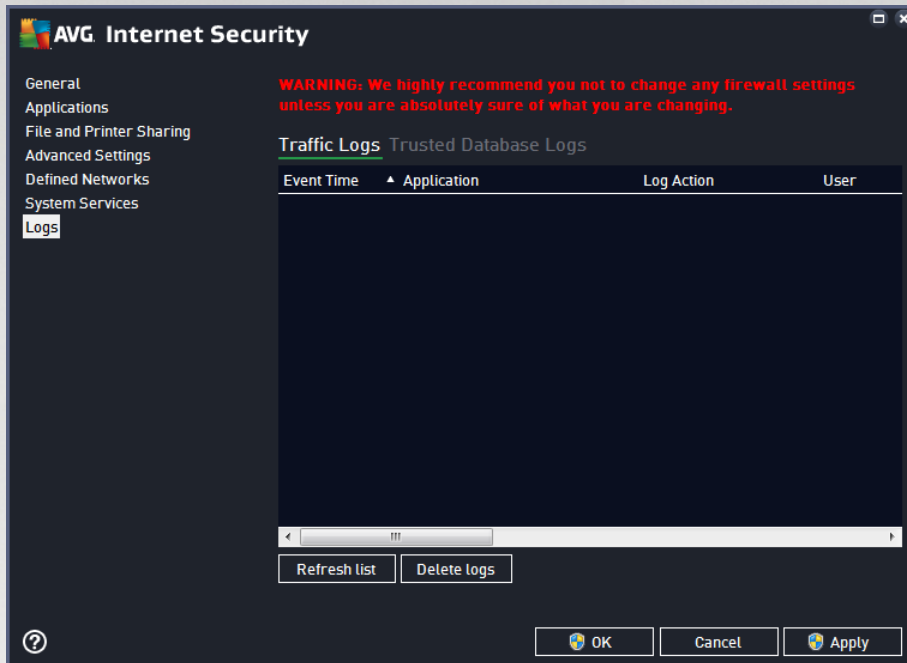 AVG. Internet Security
General
Applications
File and Printer Sharing
Advanced Settings
Defined Networks
System Services
Logs
WARNING: We highly recommend you not to change any firewall settings
unless you are absolutely sure of what you are changing.
Traffic Logs Trusted Database Logs
Event Time Application Log Action User
Refresh list Delete logs
OK Cancel Apply